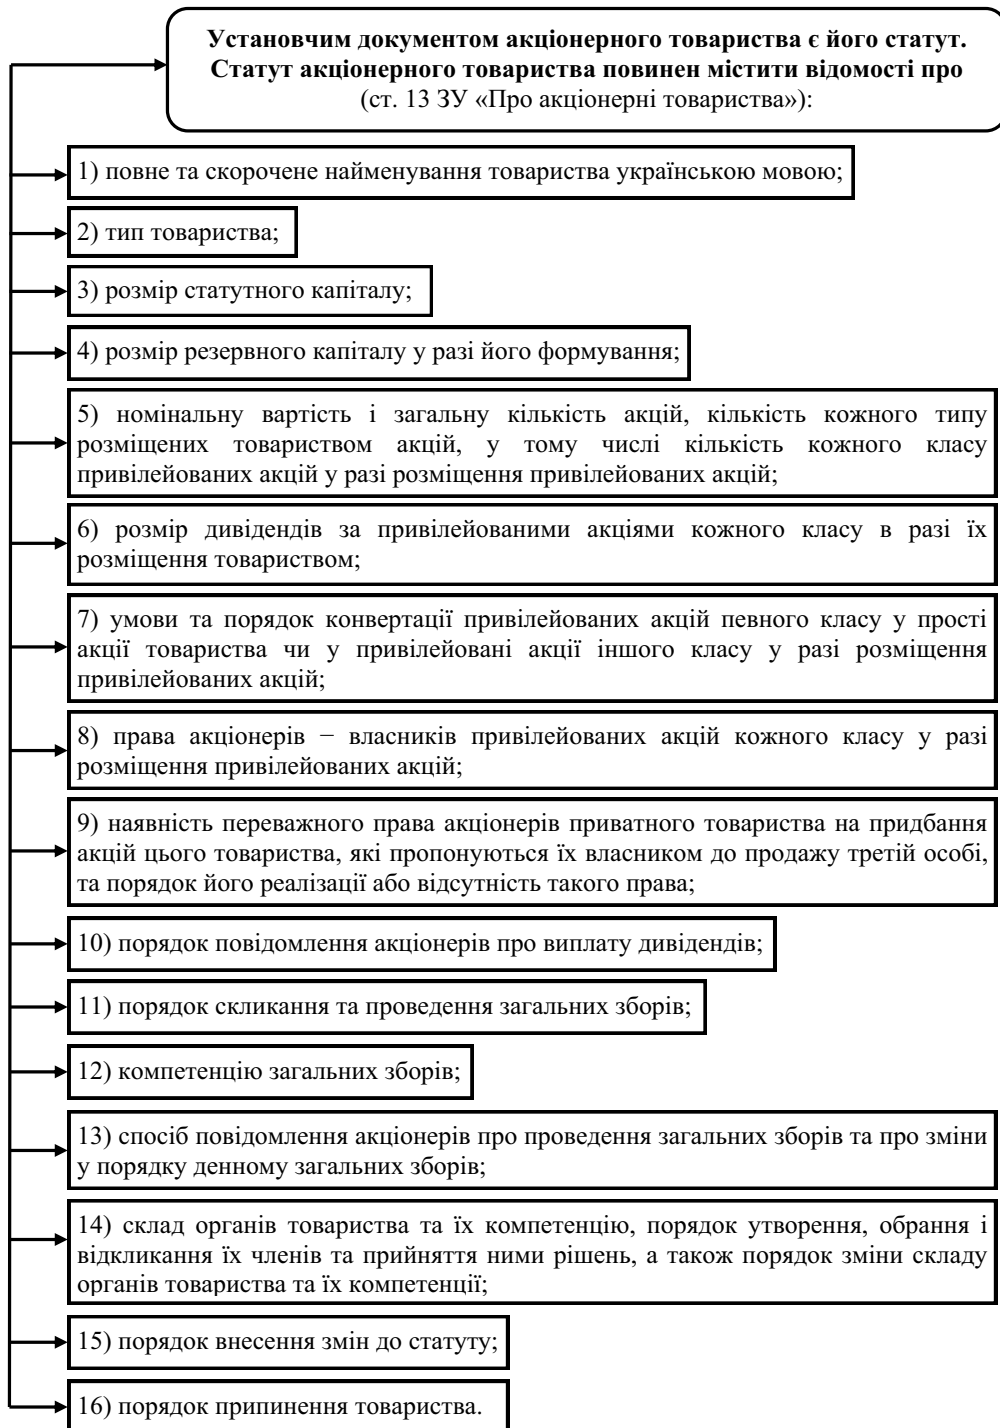 Установчим документом акціонерного товариства є його статут.
Статут акціонерного товариства повинен містити відомості про
(ст. 13 ЗУ «Про акціонерні товариства»):
1) повне та скорочене найменування товариства українською мовою;
2) тип товариства;
3) розмір статутного капіталу;
4) розмір резервного капіталу у разі його формування;
5) номінальну вартість і загальну кількість акцій, кількість кожного типу
розміщених товариством акцій, у тому числі кількість кожного класу
привілейованих акцій у разі розміщення привілейованих акцій;
6) розмір дивідендів за привілейованими акціями кожного класу в разі їх
розміщення товариством;
7) умови та порядок конвертації привілейованих акцій певного класу у прості
акції товариства чи у привілейовані акції іншого класу у разі розміщення
привілейованих акцій;
8) права акціонерів − власників привілейованих акцій кожного класу у разі
розміщення привілейованих акцій;
9) наявність переважного права акціонерів приватного товариства на придбання
акцій цього товариства, які пропонуються їх власником до продажу третій особі,
та порядок його реалізації або відсутність такого права;
10) порядок повідомлення акціонерів про виплату дивідендів;
11) порядок скликання та проведення загальних зборів;
12) компетенцію загальних зборів;
13) спосіб повідомлення акціонерів про проведення загальних зборів та про зміни
у порядку денному загальних зборів;
14) склад органів товариства та їх компетенцію, порядок утворення, обрання і
відкликання їх членів та прийняття ними рішень, а також порядок зміни складу
органів товариства та їх компетенції;
15) порядок внесення змін до статуту;
16) порядок припинення товариства.